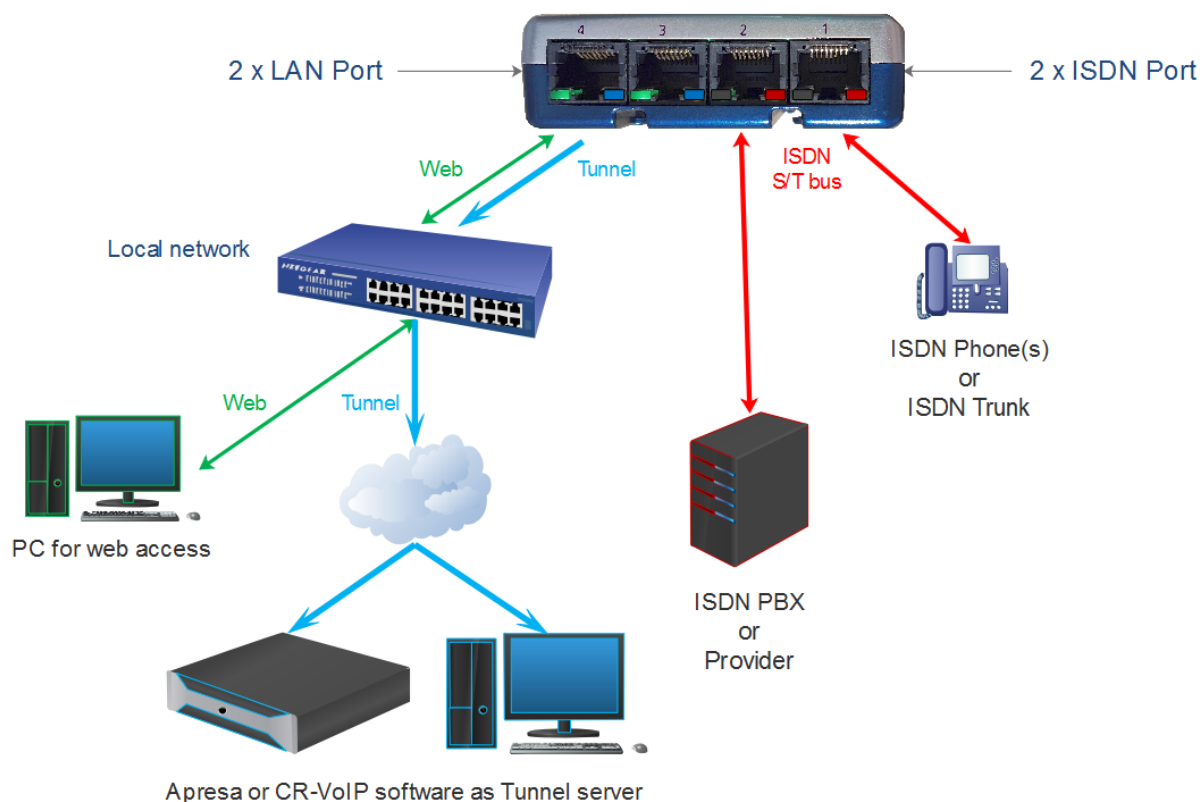 4 3 2 1
2 x LAN Port
2 x ISDN Port
Web
Tunnel
ISDN
S/T bus
Local network
NETGEAR
ISDN Phone(s)
or
ISDN Trunk
Web
Tunnel
PC for web access
ISDN PBX
or
Provider
Apresa or CR-VoIP software as Tunnel server